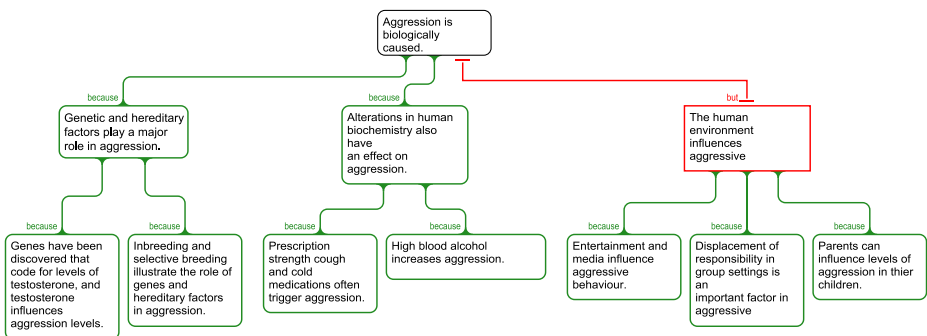 Aggression is
biologically
caused.
because
because
but
Genetic and hereditary
factors play a major
role in aggression.
Alterations in human
biochemistry also
have
an effect on
aggression.
The human
environment
influences
aggressive
because
because
because
because
because
because
because
Genes have been
discovered that
code for levels of
testosterone, and
testosterone
influences
aggression levels.
Inbreeding and
selective breeding
illustrate the role of
genes and
hereditary factors
in aggression.
Prescription
strength cough
and cold
medications often
trigger aggression.
High blood alcohol
increases aggression.
Entertainment and
media influence
aggressive
behaviour.
Displacement of
responsibility in
group settings is
an
important factor in
aggressive
Parents can
influence levels of
aggression in thier
children.